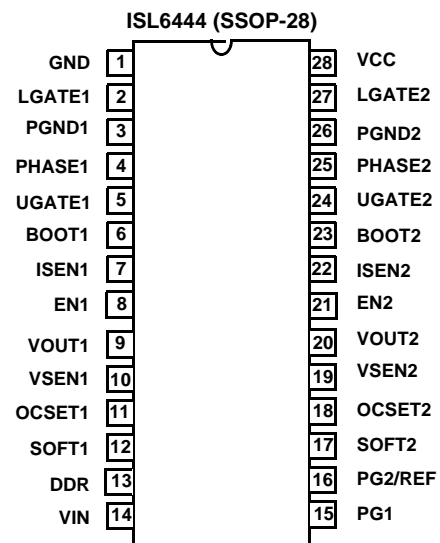 ISL6444 (SSOP-28)
GND 1 28 VCC
LGATE1 2 27 LGATE2
PGND1 3 26 PGND2
PHASE1 4 25 PHASE2
UGATE1 5 24 UGATE2
BOOT1 6 23 BOOT2
ISEN1 7 22 ISEN2
EN1 8 21 EN2
VOUT1 9 20 VOUT2
VSEN1 10 19 VSEN2
OCSET1 11 18 OCSET2
SOFT1 12 17 SOFT2
DDR 13 16 PG2/REF
VIN 14 15 PG1